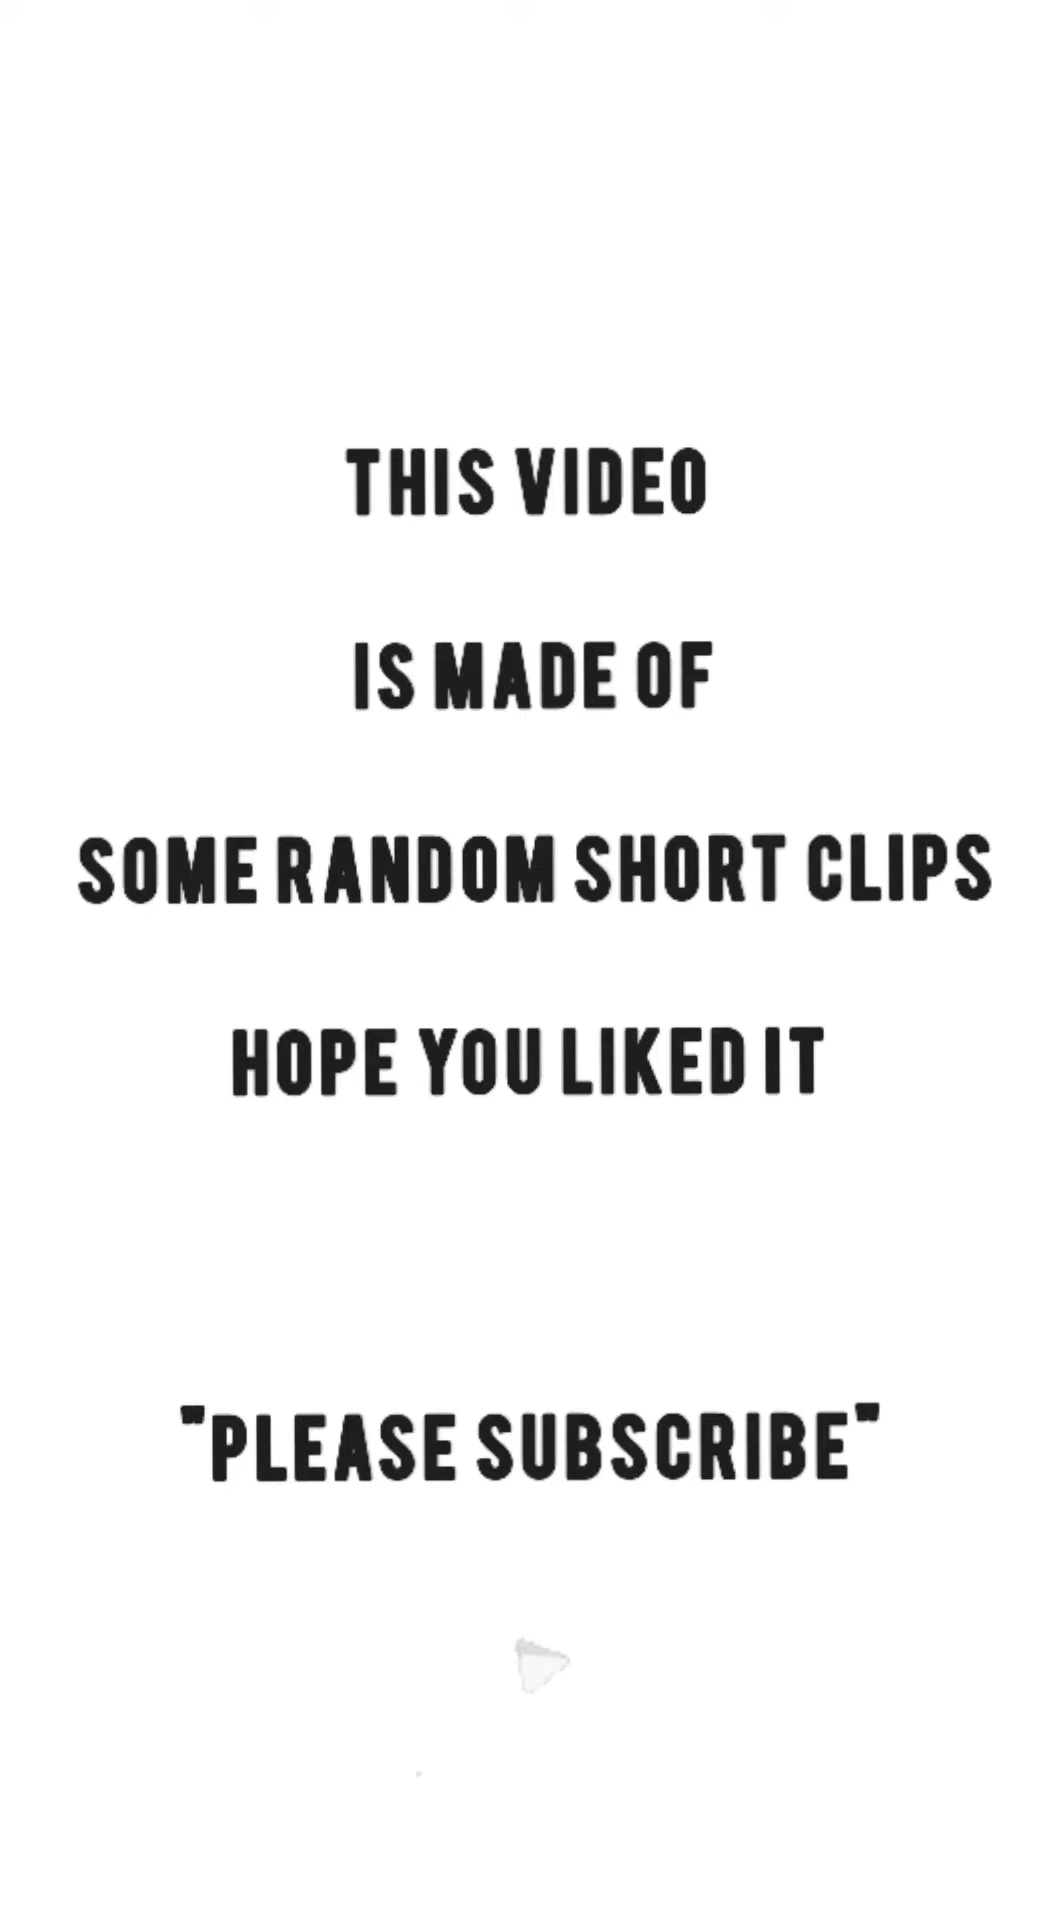 THIS VIDEO
IS MADE OF
SOME RANDOM SHORT CLIPS
HOPE YOU LIKED IT
"PLEASE SUBSCRIBE"